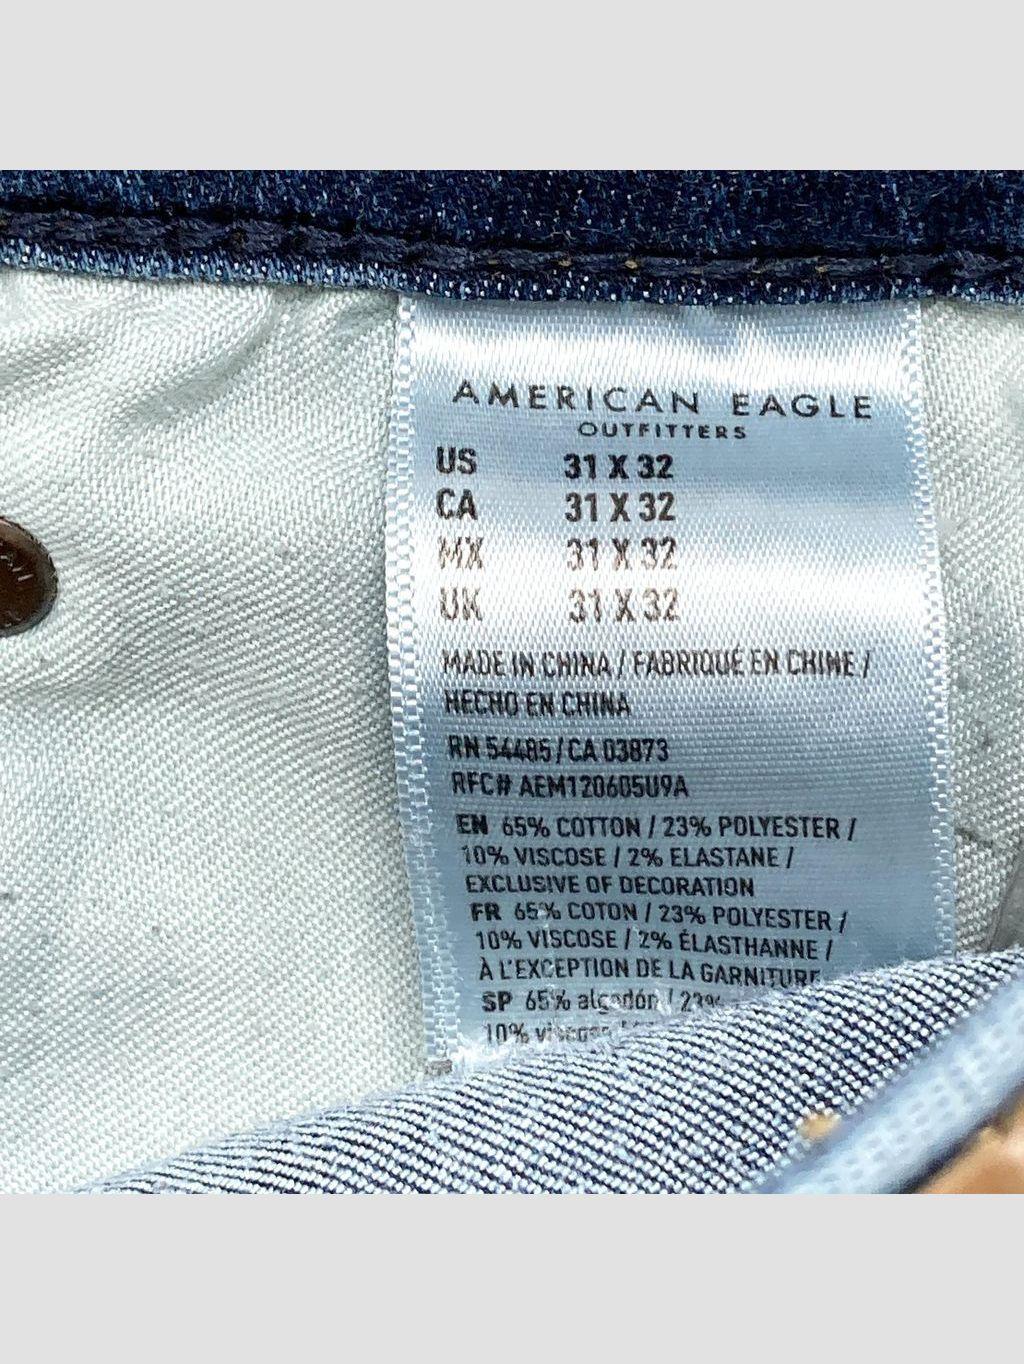 AMERICAN EAGLE
OUTFITTERS
US 31 X 32
CA 31 X 32
MX 31 X 32
UK 31 X 32
MADE IN CHINA / FABRIQUÉ EN CHINE /
HECHO EN CHINA
RN 54485 / CA 03873
RFC# AEM120605U9A
EN 65% COTTON / 23% POLYESTER /
10% VISCOSE / 2% ELASTANE /
EXCLUSIVE OF DECORATION
FR 65% COTON / 23% POLYESTER /
10% VISCOSE / 2% ÉLASTHANNE /
À L'EXCEPTION DE LA GARNITURE
SP 65% algodón / 23%
10%